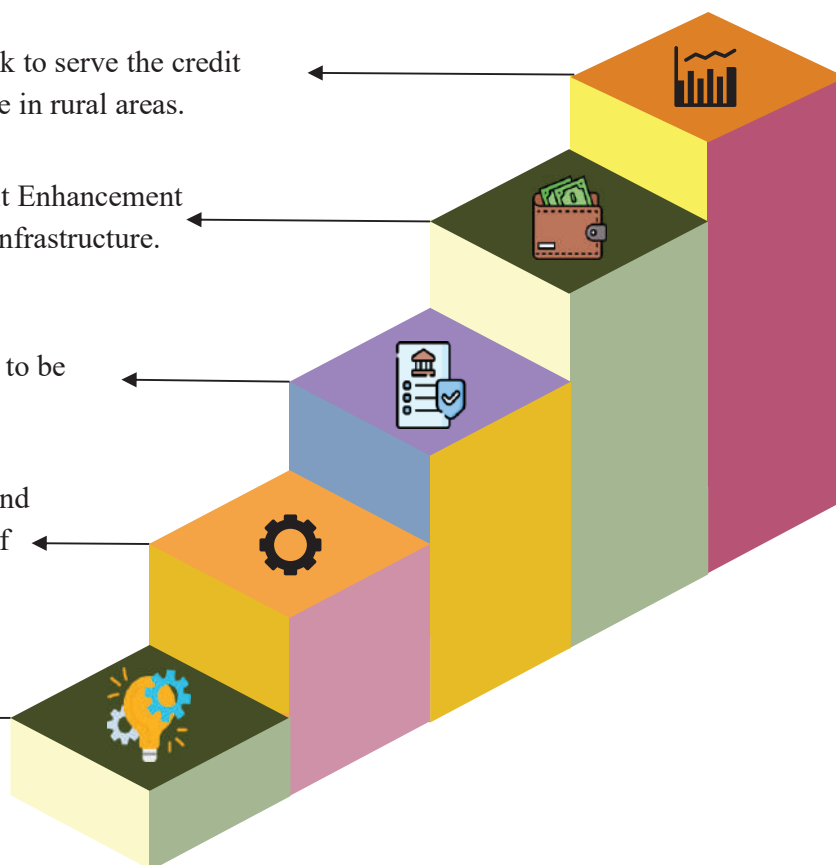 to serve the credit
in rural areas.
Enhancement
nfrastructure.
to be
nd
f